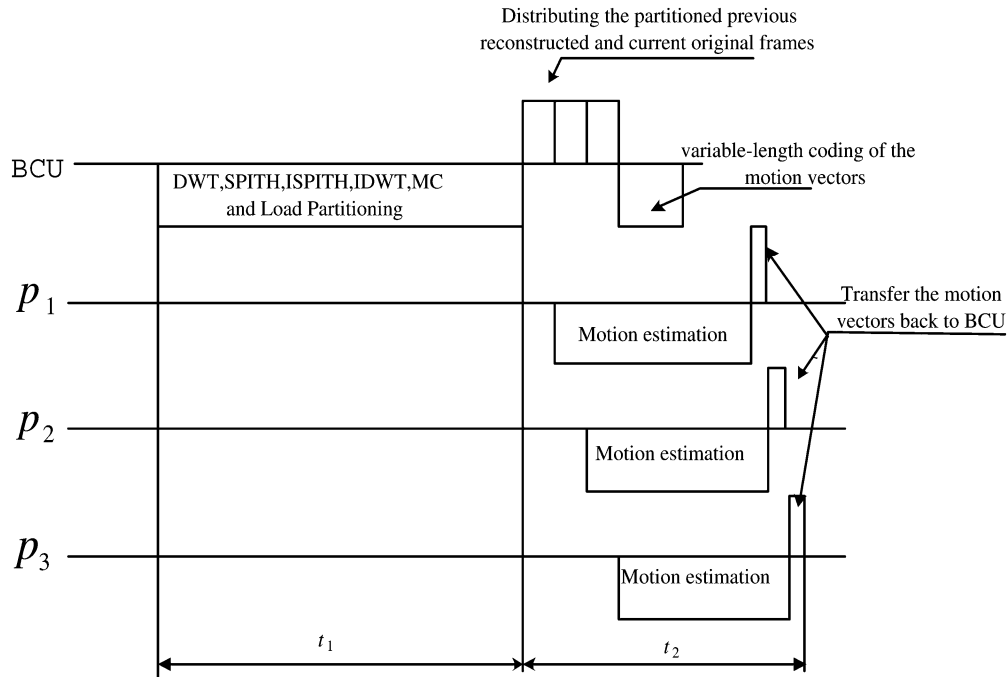 Distributing the partitioned previous
reconstructed and current original frames
BCU
DWT,SPITH,ISPITH,IDWT,MC
and Load Partitioning
variable-length coding of the
motion vectors
p1
Motion estimation
Transfer the motion
vectors back to BCU
p2
Motion estimation
p3
Motion estimation
t1
t2